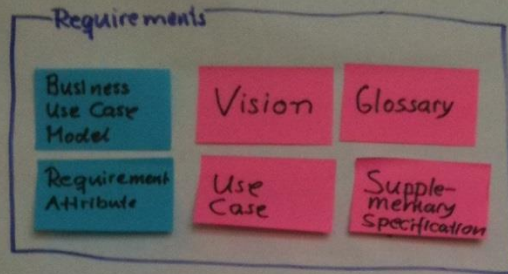 Requirements
Business
Use Case
Model
Vision
Glossary
Requirement
Attribute
Use
Case
Supple-
mentary
Specification